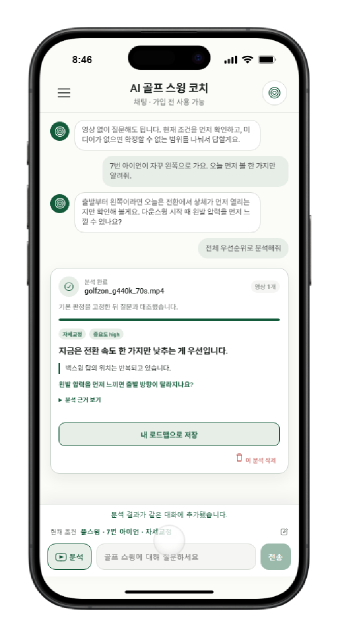 8:46
AI 골프 스윙 코치
채팅 · 가입 전 사용 가능
영상 없이 질문해도 됩니다. 현재 조건을 먼저 확인하고, 미
디어가 없으면 확정할 수 없는 범위를 나눠서 답할게요.
7번 아이언이 자꾸 왼쪽으로 가요. 오늘 먼저 볼 한 가지만
알려줘.
출발부터 왼쪽이라면 오늘은 전환에서 상체가 먼저 열리는
지만 확인해 볼게요. 다운스윙 시작 때 왼발 압력을 먼저 느
낄 수 있나요?
전체 우선순위로 분석해줘
분석 완료
golfzon_g440k_70s.mp4
영상 1개
기본 판정을 고정한 뒤 질문과 대조했습니다.
자세교정
중요도 high
지금은 전환 속도 한 가지만 낮추는 게 우선입니다.
백스윙 탑의 위치는 반복되고 있습니다.
왼발 압력을 먼저 느끼면 출발 방향이 달라지나요?
▶ 분석 근거 보기
내 로드맵으로 저장
이 분석 삭제
분석 결과가 같은 대화에 추가됐습니다.
현재 조건 풀스윙 · 7번 아이언 · 자세교정
분석
골프 스윙에 대해 질문하세요
전송